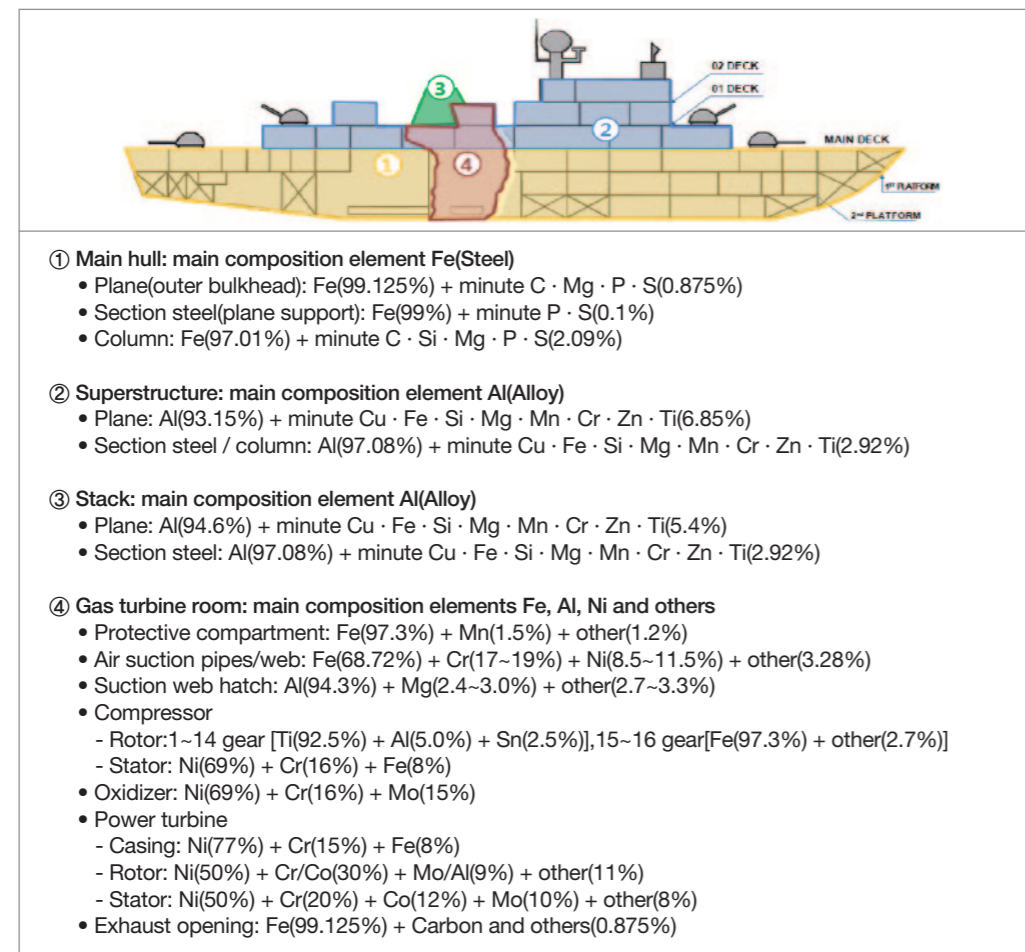 02 DECK
01 DECK
③
②
MAIN DECK
①
④
1ST PLATFORM
2nd PLATFORM
① Main hull: main composition element Fe(Steel)
• Plane(outer bulkhead): Fe(99.125%) + minute C · Mg · P · S(0.875%)
• Section steel(plane support): Fe(99%) + minute P · S(0.1%)
• Column: Fe(97.01%) + minute C · Si · Mg · P · S(2.09%)
② Superstructure: main composition element Al(Alloy)
• Plane: Al(93.15%) + minute Cu · Fe · Si · Mg · Mn · Cr · Zn · Ti(6.85%)
• Section steel / column: Al(97.08%) + minute Cu · Fe · Si · Mg · Mn · Cr · Zn · Ti(2.92%)
③ Stack: main composition element Al(Alloy)
• Plane: Al(94.6%) + minute Cu · Fe · Si · Mg · Mn · Cr · Zn · Ti(5.4%)
• Section steel: Al(97.08%) + minute Cu · Fe · Si · Mg · Mn · Cr · Zn · Ti(2.92%)
④ Gas turbine room: main composition elements Fe, Al, Ni and others
• Protective compartment: Fe(97.3%) + Mn(1.5%) + other(1.2%)
• Air suction pipes/web: Fe(68.72%) + Cr(17~19%) + Ni(8.5~11.5%) + other(3.28%)
• Suction web hatch: Al(94.3%) + Mg(2.4~3.0%) + other(2.7~3.3%)
• Compressor
- Rotor:1~14 gear [Ti(92.5%) + Al(5.0%) + Sn(2.5%)],15~16 gear[Fe(97.3%) + other(2.7%)]
- Stator: Ni(69%) + Cr(16%) + Fe(8%)
• Oxidizer: Ni(69%) + Cr(16%) + Mo(15%)
• Power turbine
- Casing: Ni(77%) + Cr(15%) + Fe(8%)
- Rotor: Ni(50%) + Cr/Co(30%) + Mo/Al(9%) + other(11%)
- Stator: Ni(50%) + Cr(20%) + Co(12%) + Mo(10%) + other(8%)
• Exhaust opening: Fe(99.125%) + Carbon and others(0.875%)